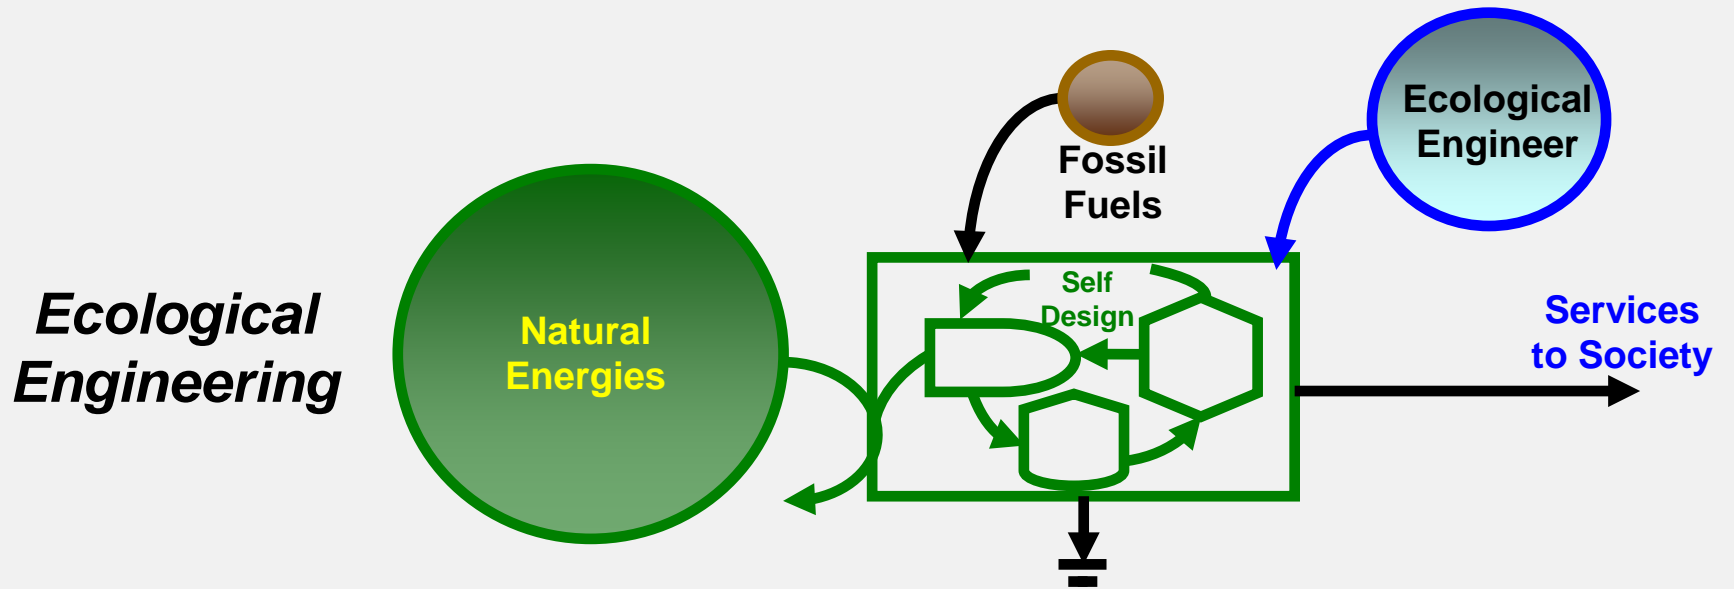 Ecological
Engineering
Natural
Energies
Fossil
Fuels
Ecological
Engineer
Self
Design
Services
to Society